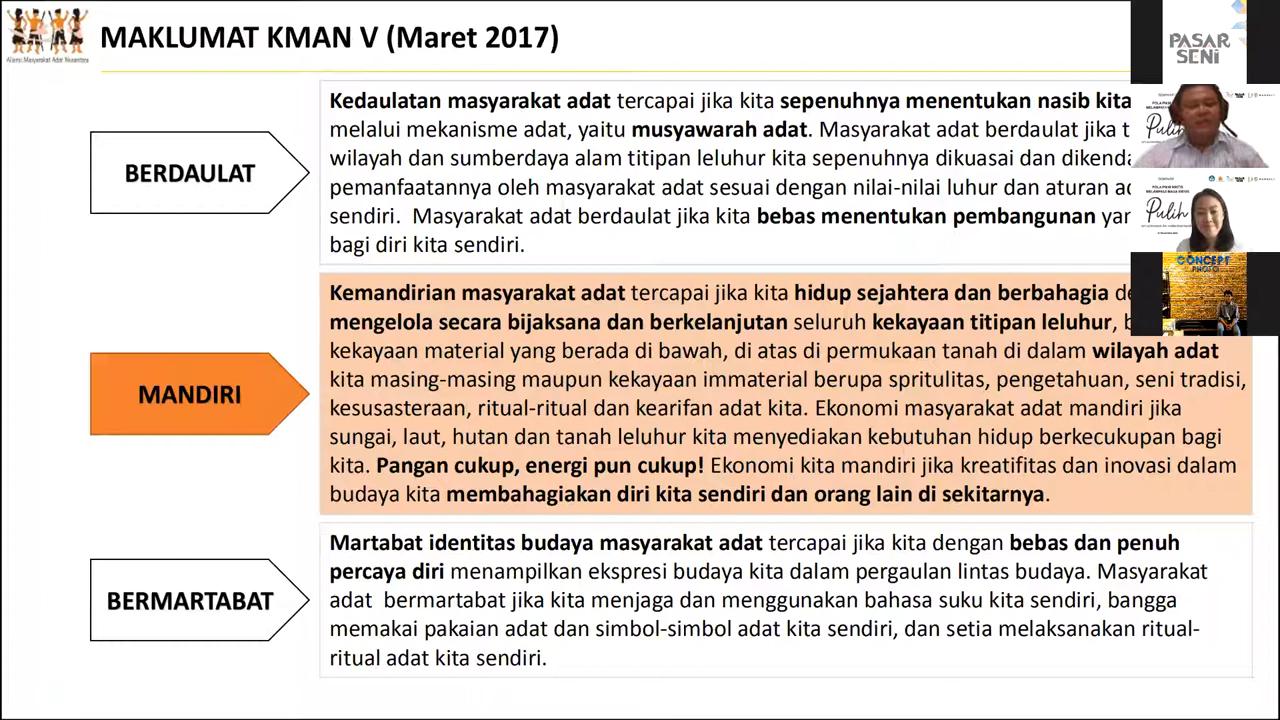 MAKLUMAT KMAN V (Maret 2017)
Aliansi Masyarakat Adat Nusantara
BERDAULAT
Kedaulatan masyarakat adat tercapai jika kita sepenuhnya menentukan nasib kita
melalui mekanisme adat, yaitu musyawarah adat. Masyarakat adat berdaulat jika
wilayah dan sumberdaya alam titipan leluhur kita sepenuhnya dikuasai dan
pemanfaatannya oleh masyarakat adat sesuai dengan nilai-nilai luhur dan aturan
sendiri. Masyarakat adat berdaulat jika kita bebas menentukan pembangunan
bagi diri kita sendiri.
MANDIRI
Kemandirian masyarakat adat tercapai jika kita hidup sejahtera dan berbahagia
mengelola secara bijaksana dan berkelanjutan seluruh kekayaan titipan leluhur,
kekayaan material yang berada di bawah, di atas di permukaan tanah di dalam wilayah adat
kita masing-masing maupun kekayaan immaterial berupa spritulitas, pengetahuan, seni tradisi,
kesusasteraan, ritual-ritual dan kearifan adat kita. Ekonomi masyarakat adat mandiri jika
sungai, laut, hutan dan tanah leluhur kita menyediakan kebutuhan hidup berkecukupan bagi
kita. Pangan cukup, energi pun cukup! Ekonomi kita mandiri jika kreatifitas dan inovasi dalam
budaya kita membahagiakan diri kita sendiri dan orang lain di sekitarnya.
BERMARTABAT
Martabat identitas budaya masyarakat adat tercapai jika kita dengan bebas dan penuh
percaya diri menampilkan ekspresi budaya kita dalam pergaulan lintas budaya. Masyarakat
adat bermartabat jika kita menjaga dan menggunakan bahasa suku kita sendiri, bangga
memakai pakaian adat dan simbol-simbol adat kita sendiri, dan setia melaksanakan ritual-
ritual adat kita sendiri.
PASAR
SENI
Pulih
Pulih
CONCEPT
PHOTO